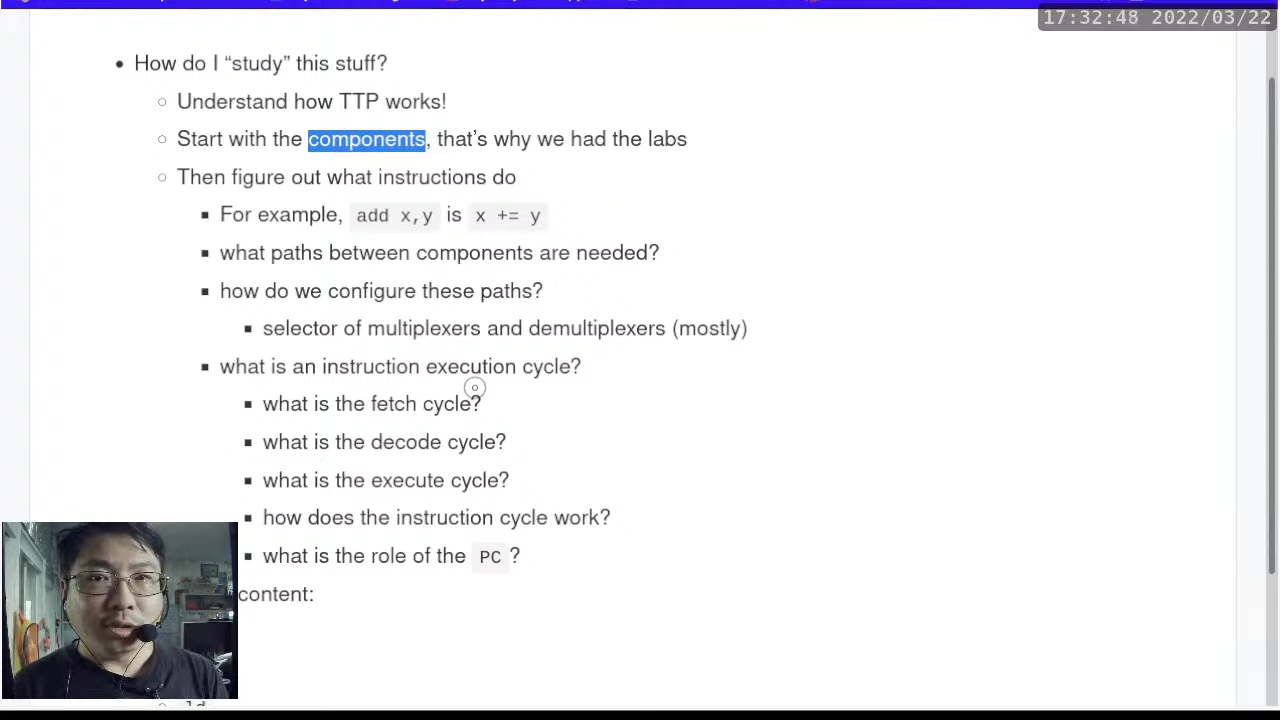 17:32:48 2022/03/22
How do I “study” this stuff?
Understand how TTP works!
Start with the components, that’s why we had the labs
Then figure out what instructions do
For example, add x,y is x += y
what paths between components are needed?
how do we configure these paths?
selector of multiplexers and demultiplexers (mostly)
what is an instruction execution cycle?
what is the fetch cycle?
what is the decode cycle?
what is the execute cycle?
how does the instruction cycle work?
what is the role of the PC ?
content: